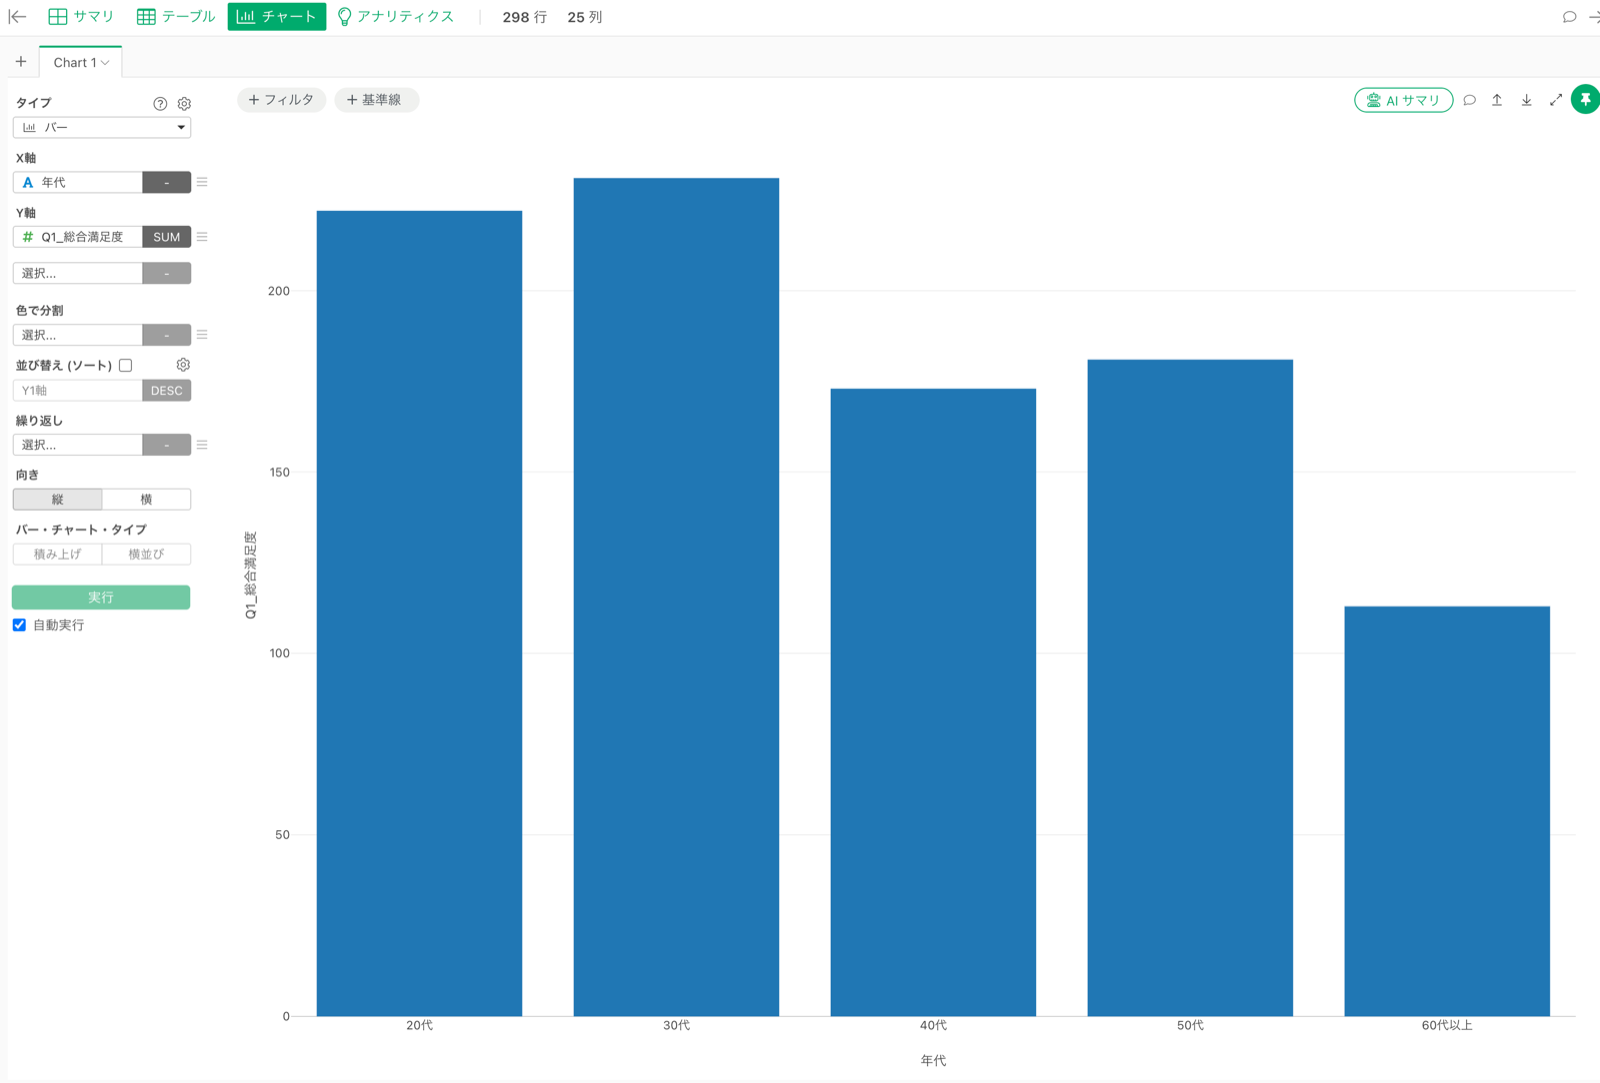 サマリ テーブル チャート アナリティクス 298 行 25 列
+ Chart 1
タイプ
バー
X軸
A 年代 -
Y軸
# Q1_総合満足度 SUM
選択... -
色で分割
選択... -
並び替え (ソート)
Y1軸 DESC
繰り返し
選択... -
向き
縦 横
バー・チャート・タイプ
積み上げ 横並び
実行
自動実行
+ フィルタ + 基準線 AI サマリ
200
150
100
50
0
Q1_総合満足度
20代 30代 40代 50代 60代以上
年代